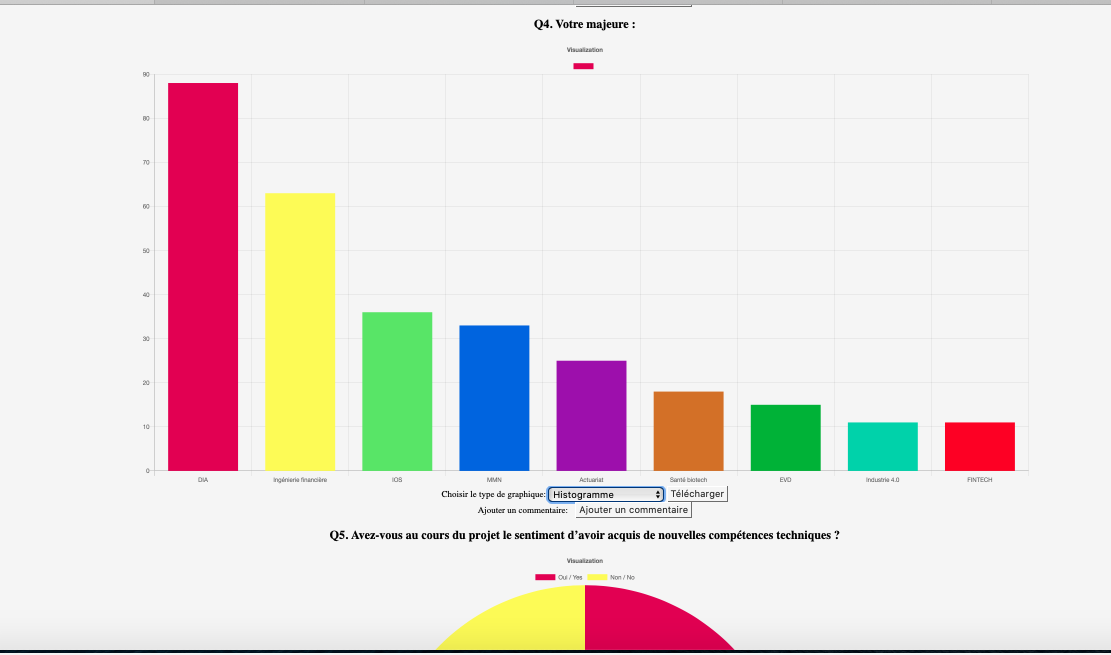 Q4. Votre majeure :
Visualization
90
80
70
60
50
40
30
20
10
0
DIA Ingénierie financière IOS MMN Actuariat Santé biotech EVD Industrie 4.0 FINTECH
Choisir le type de graphique: Histogramme Télécharger
Ajouter un commentaire: Ajouter un commentaire
Q5. Avez-vous au cours du projet le sentiment d’avoir acquis de nouvelles compétences techniques ?
Visualization
Oui / Yes Non / No